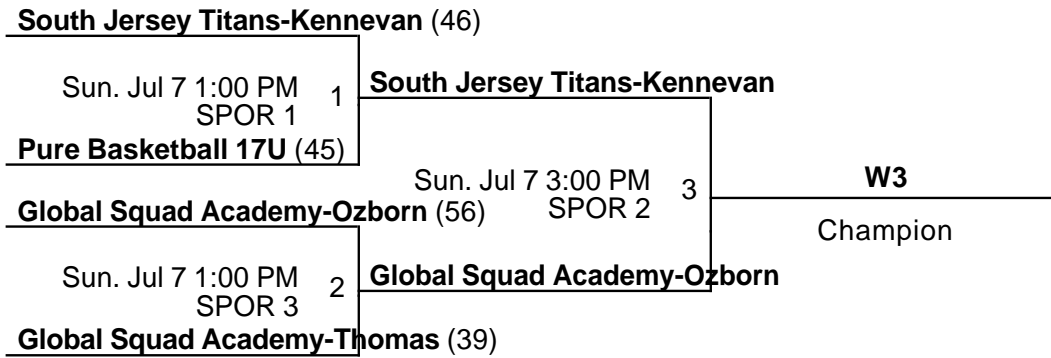 South Jersey Titans-Kennevan (46)
Sun. Jul 7 1:00 PM
SPOR 1
1
South Jersey Titans-Kennevan
Pure Basketball 17U (45)
Sun. Jul 7 3:00 PM
SPOR 2
3
W3
Champion
Global Squad Academy-Ozborn (56)
Sun. Jul 7 1:00 PM
SPOR 3
2
Global Squad Academy-Ozborn
Global Squad Academy-Thomas (39)